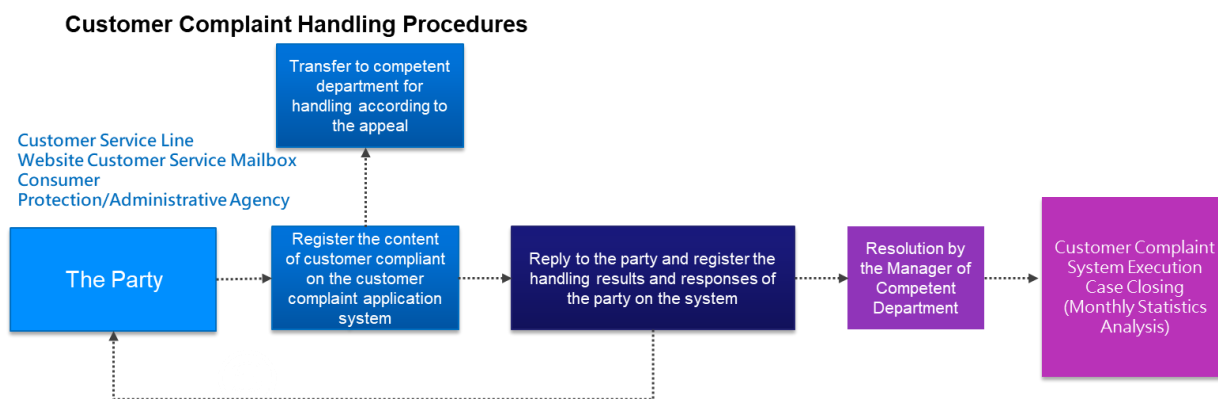 Customer Complaint Handling Procedures
Transfer to competent
department for
handling according to
the appeal
Customer Service Line
Website Customer Service Mailbox
Consumer
Protection/Administrative Agency
The Party
Register the content
of customer compliant
on the customer
complaint application
system
Reply to the party and register the
handling results and responses of
the party on the system
Resolution by
the Manager of
Competent
Department
Customer Complaint
System Execution
Case Closing
(Monthly Statistics
Analysis)